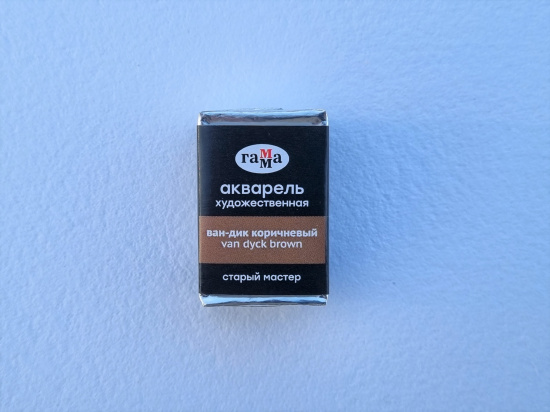 гамма
акварель
художественная
ван-дик коричневый
van dyck brown
старый мастер